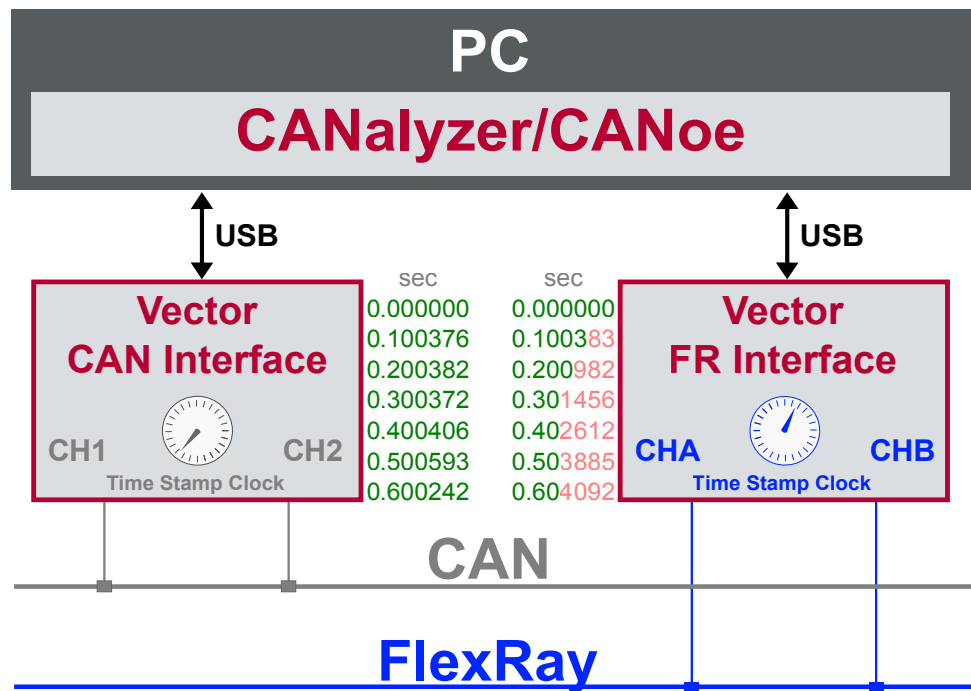 PC
CANalyzer/CANoe
USB
USB
Vector
CAN Interface
CH1
CH2
Time Stamp Clock
sec
0.000000
0.100376
0.200382
0.300372
0.400406
0.500593
0.600242
sec
0.000000
0.100383
0.200982
0.301456
0.402612
0.503885
0.604092
Vector
FR Interface
CHA
CHB
Time Stamp Clock
CAN
FlexRay